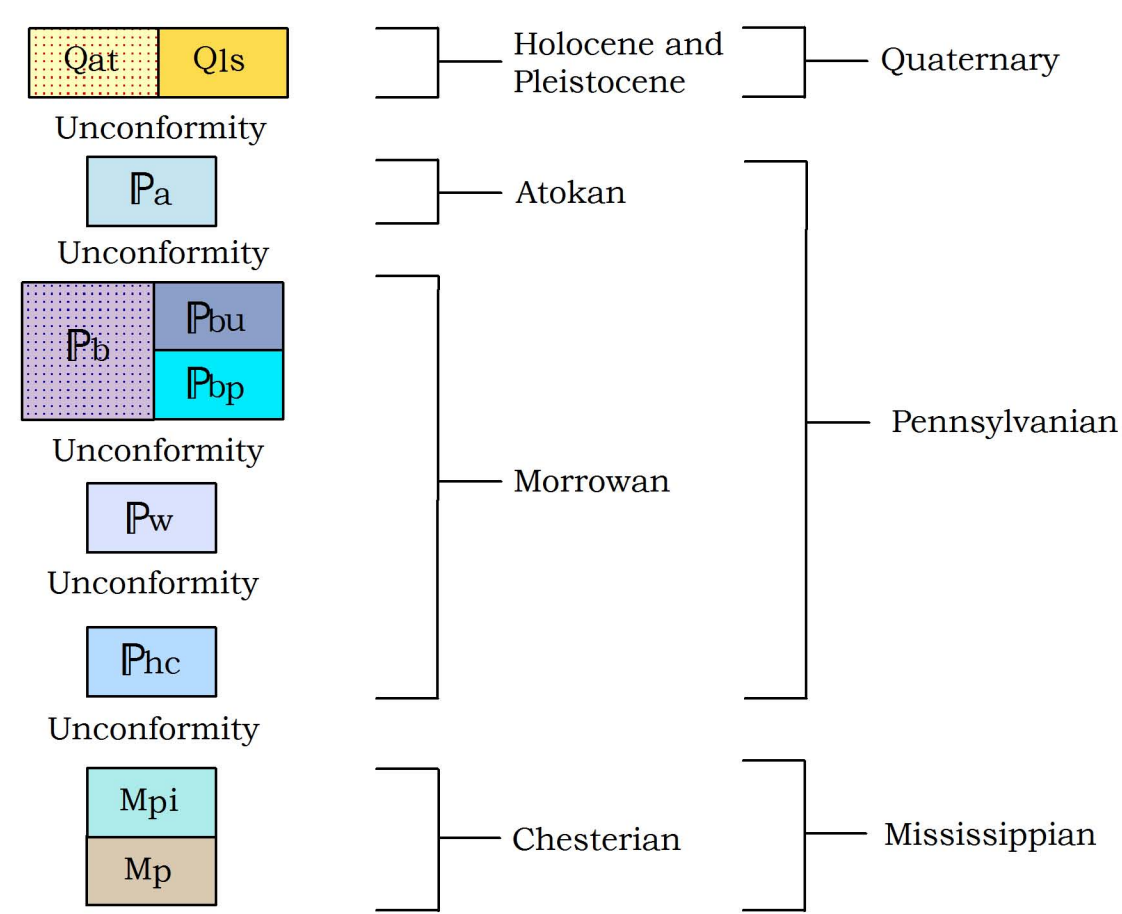 Qat Qls
Holocene and
Pleistocene
Quaternary
Unconformity
ℙa
Atokan
Unconformity
ℙb
ℙbu
ℙbp
Pennsylvanian
Unconformity
Morrowan
ℙw
Unconformity
ℙhc
Unconformity
Mpi
Chesterian
Mississippian
Mp